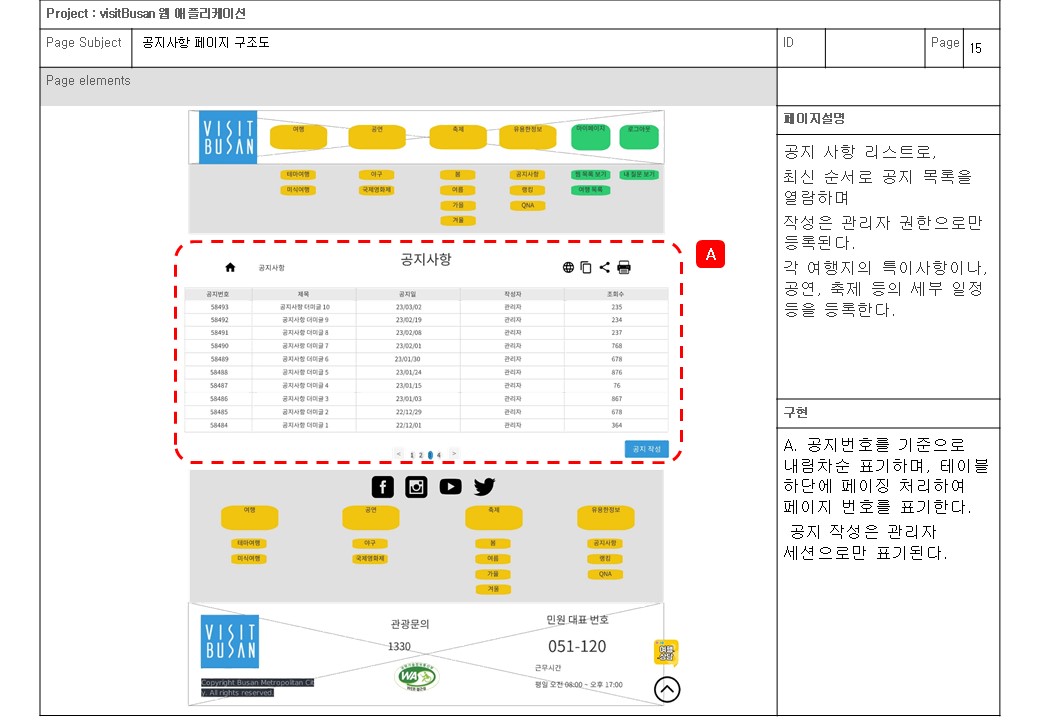 Project : visitBusan 웹 애플리케이션
Page Subject
공지사항 페이지 구조도
ID
Page
15
Page elements
VISIT
BUSAN
여행
공연
축제
유용한정보
마이페이지
로그아웃
테마여행
야구
봄
공지사항
찜 목록 보기
내 질문 보기
미식여행
국제영화제
여름
랭킹
여행 목록
가을
QNA
겨울
공지사항
공지사항
A
공지번호 제목 공지일 작성자 조회수
58493 공지사항 더미글 10 23/03/02 관리자 235
58492 공지사항 더미글 9 23/02/19 관리자 234
58491 공지사항 더미글 8 23/02/08 관리자 237
58490 공지사항 더미글 7 23/02/01 관리자 768
58489 공지사항 더미글 6 23/01/30 관리자 678
58488 공지사항 더미글 5 23/01/24 관리자 876
58487 공지사항 더미글 4 23/01/15 관리자 76
58486 공지사항 더미글 3 23/01/03 관리자 867
58485 공지사항 더미글 2 22/12/29 관리자 678
58484 공지사항 더미글 1 22/12/01 관리자 364
< 1 2 3 4 >
공지 작성
여행
공연
축제
유용한정보
테마여행
야구
봄
공지사항
미식여행
국제영화제
여름
랭킹
가을
QNA
겨울
VISIT
BUSAN
Copyright Busan Metropolitan Cit
y. All rights reserved.
관광문의
1330
WA
민원 대표 번호
051-120
근무시간
평일 오전 08:00 ~ 오후 17:00
여행
상담
페이지설명
공지 사항 리스트로,
최신 순서로 공지 목록을
열람하며
작성은 관리자 권한으로만
등록된다.
각 여행지의 특이사항이나,
공연, 축제 등의 세부 일정
등을 등록한다.
구현
A. 공지번호를 기준으로
내림차순 표기하며, 테이블
하단에 페이징 처리하여
페이지 번호를 표기한다.
공지 작성은 관리자
세션으로만 표기된다.